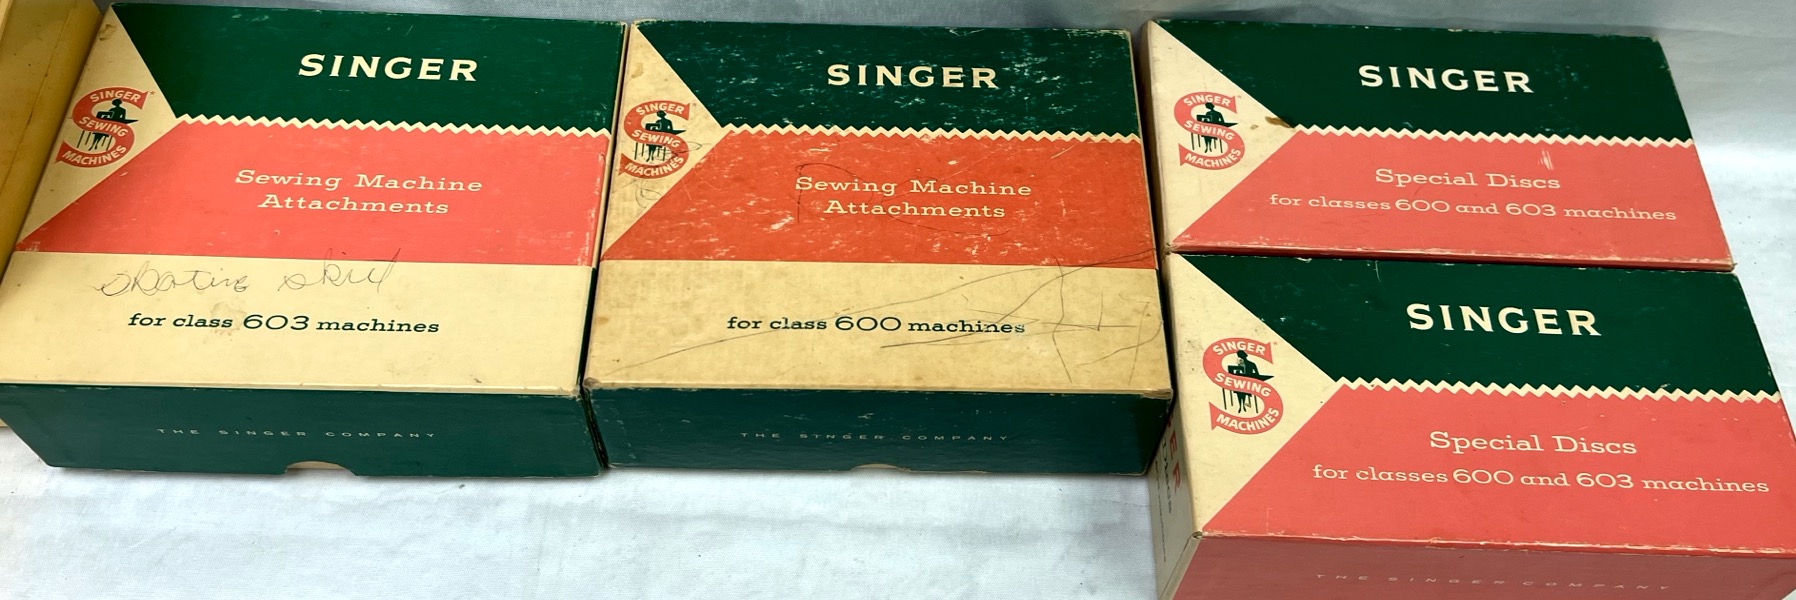 SINGER
SINGER
SEWING
MACHINES
Sewing Machine
Attachments
skating skirt
for class 603 machines
THE SINGER COMPANY
SINGER
SINGER
SEWING
MACHINES
Sewing Machine
Attachments
for class 600 machines
THE SINGER COMPANY
SINGER
SINGER
SEWING
MACHINES
Special Discs
for classes 600 and 603 machines
SINGER
SINGER
SEWING
MACHINES
Special Discs
for classes 600 and 603 machines
THE SINGER COMPANY